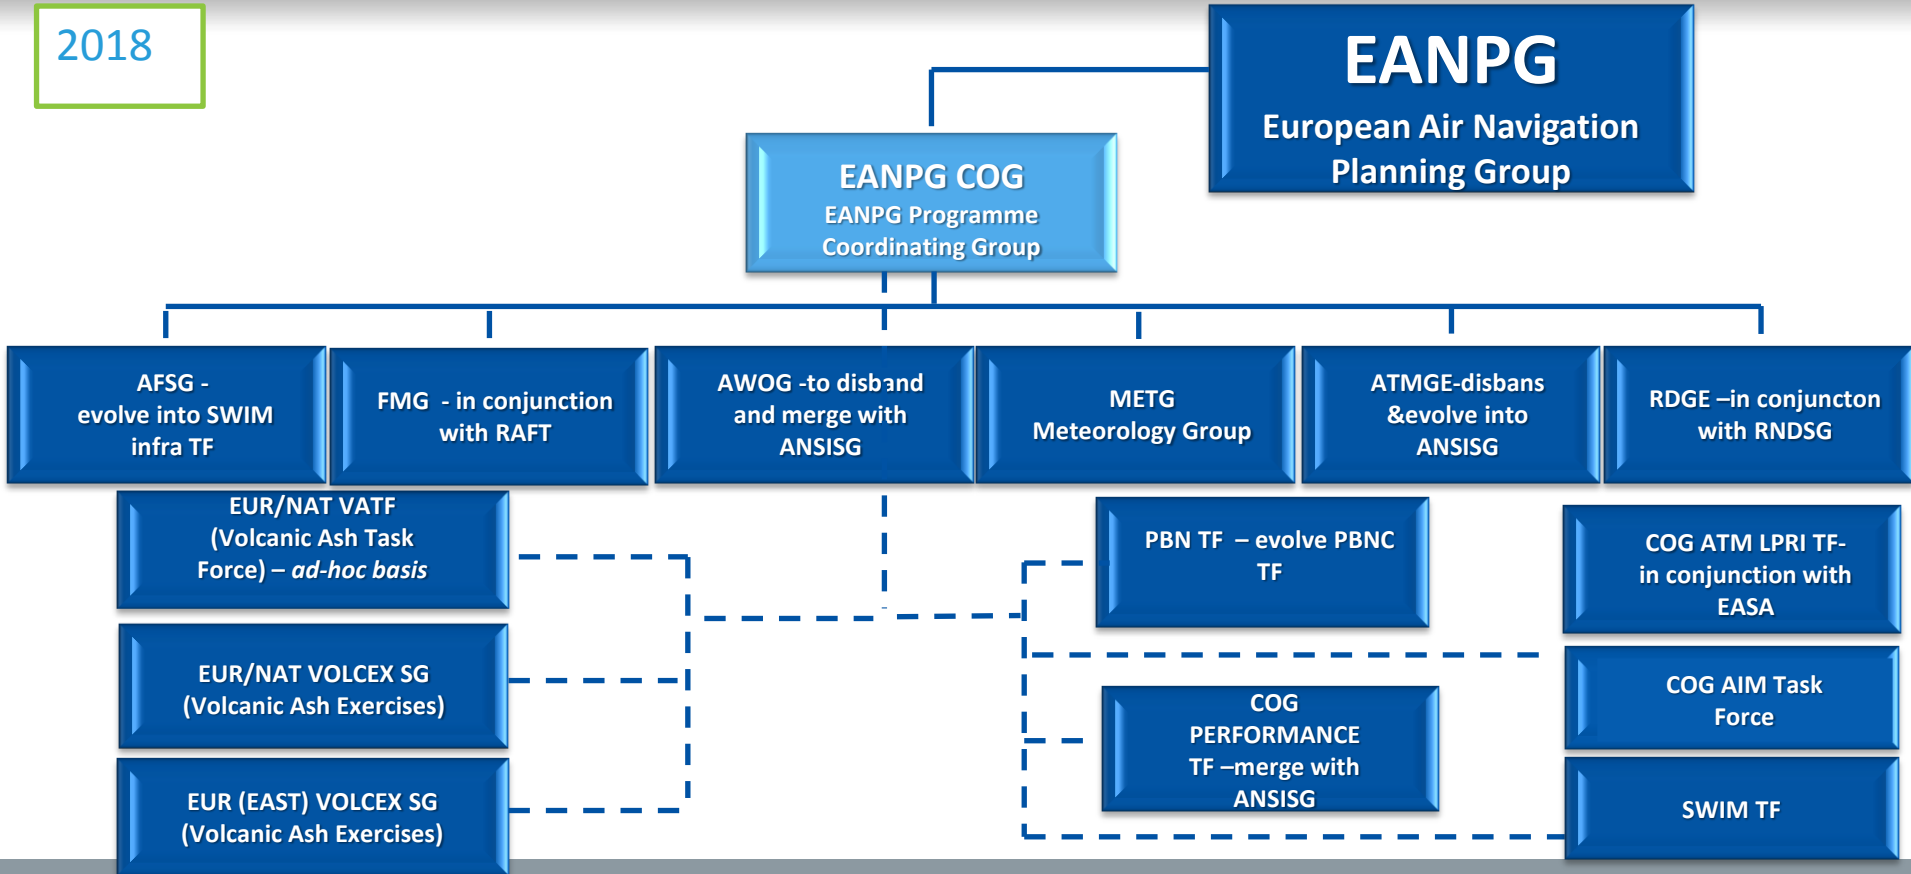 2018
EANPG
European Air Navigation
Planning Group
EANPG COG
EANPG Programme
Coordinating Group
AFSG -
evolve into SWIM
infra TF
FMG - in conjunction
with RAFT
AWOG -to disband
and merge with
ANSISG
METG
Meteorology Group
ATMGE-disbans
&evolve into
ANSISG
RDGE –in conjuncton
with RNDSG
EUR/NAT VATF
(Volcanic Ash Task
Force) – ad-hoc basis
EUR/NAT VOLCEX SG
(Volcanic Ash Exercises)
EUR (EAST) VOLCEX SG
(Volcanic Ash Exercises)
PBN TF – evolve PBNC
TF
COG
PERFORMANCE
TF –merge with
ANSISG
COG ATM LPRI TF-
in conjunction with
EASA
COG AIM Task
Force
SWIM TF